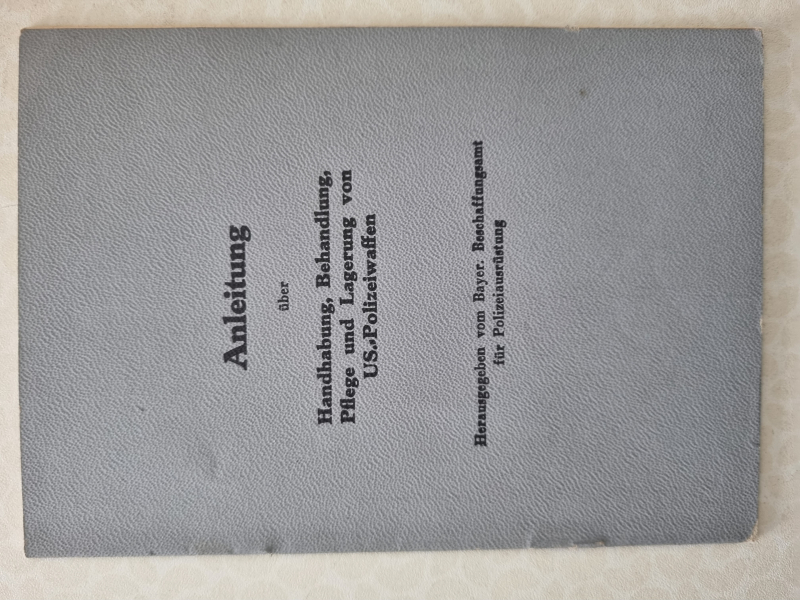 Anleitung
über
Handhabung, Behandlung,
Pflege und Lagerung von
US.-Polizeiwaffen
Herausgegeben vom Bayer. Beschaffungsamt
für Polizeiausrüstung